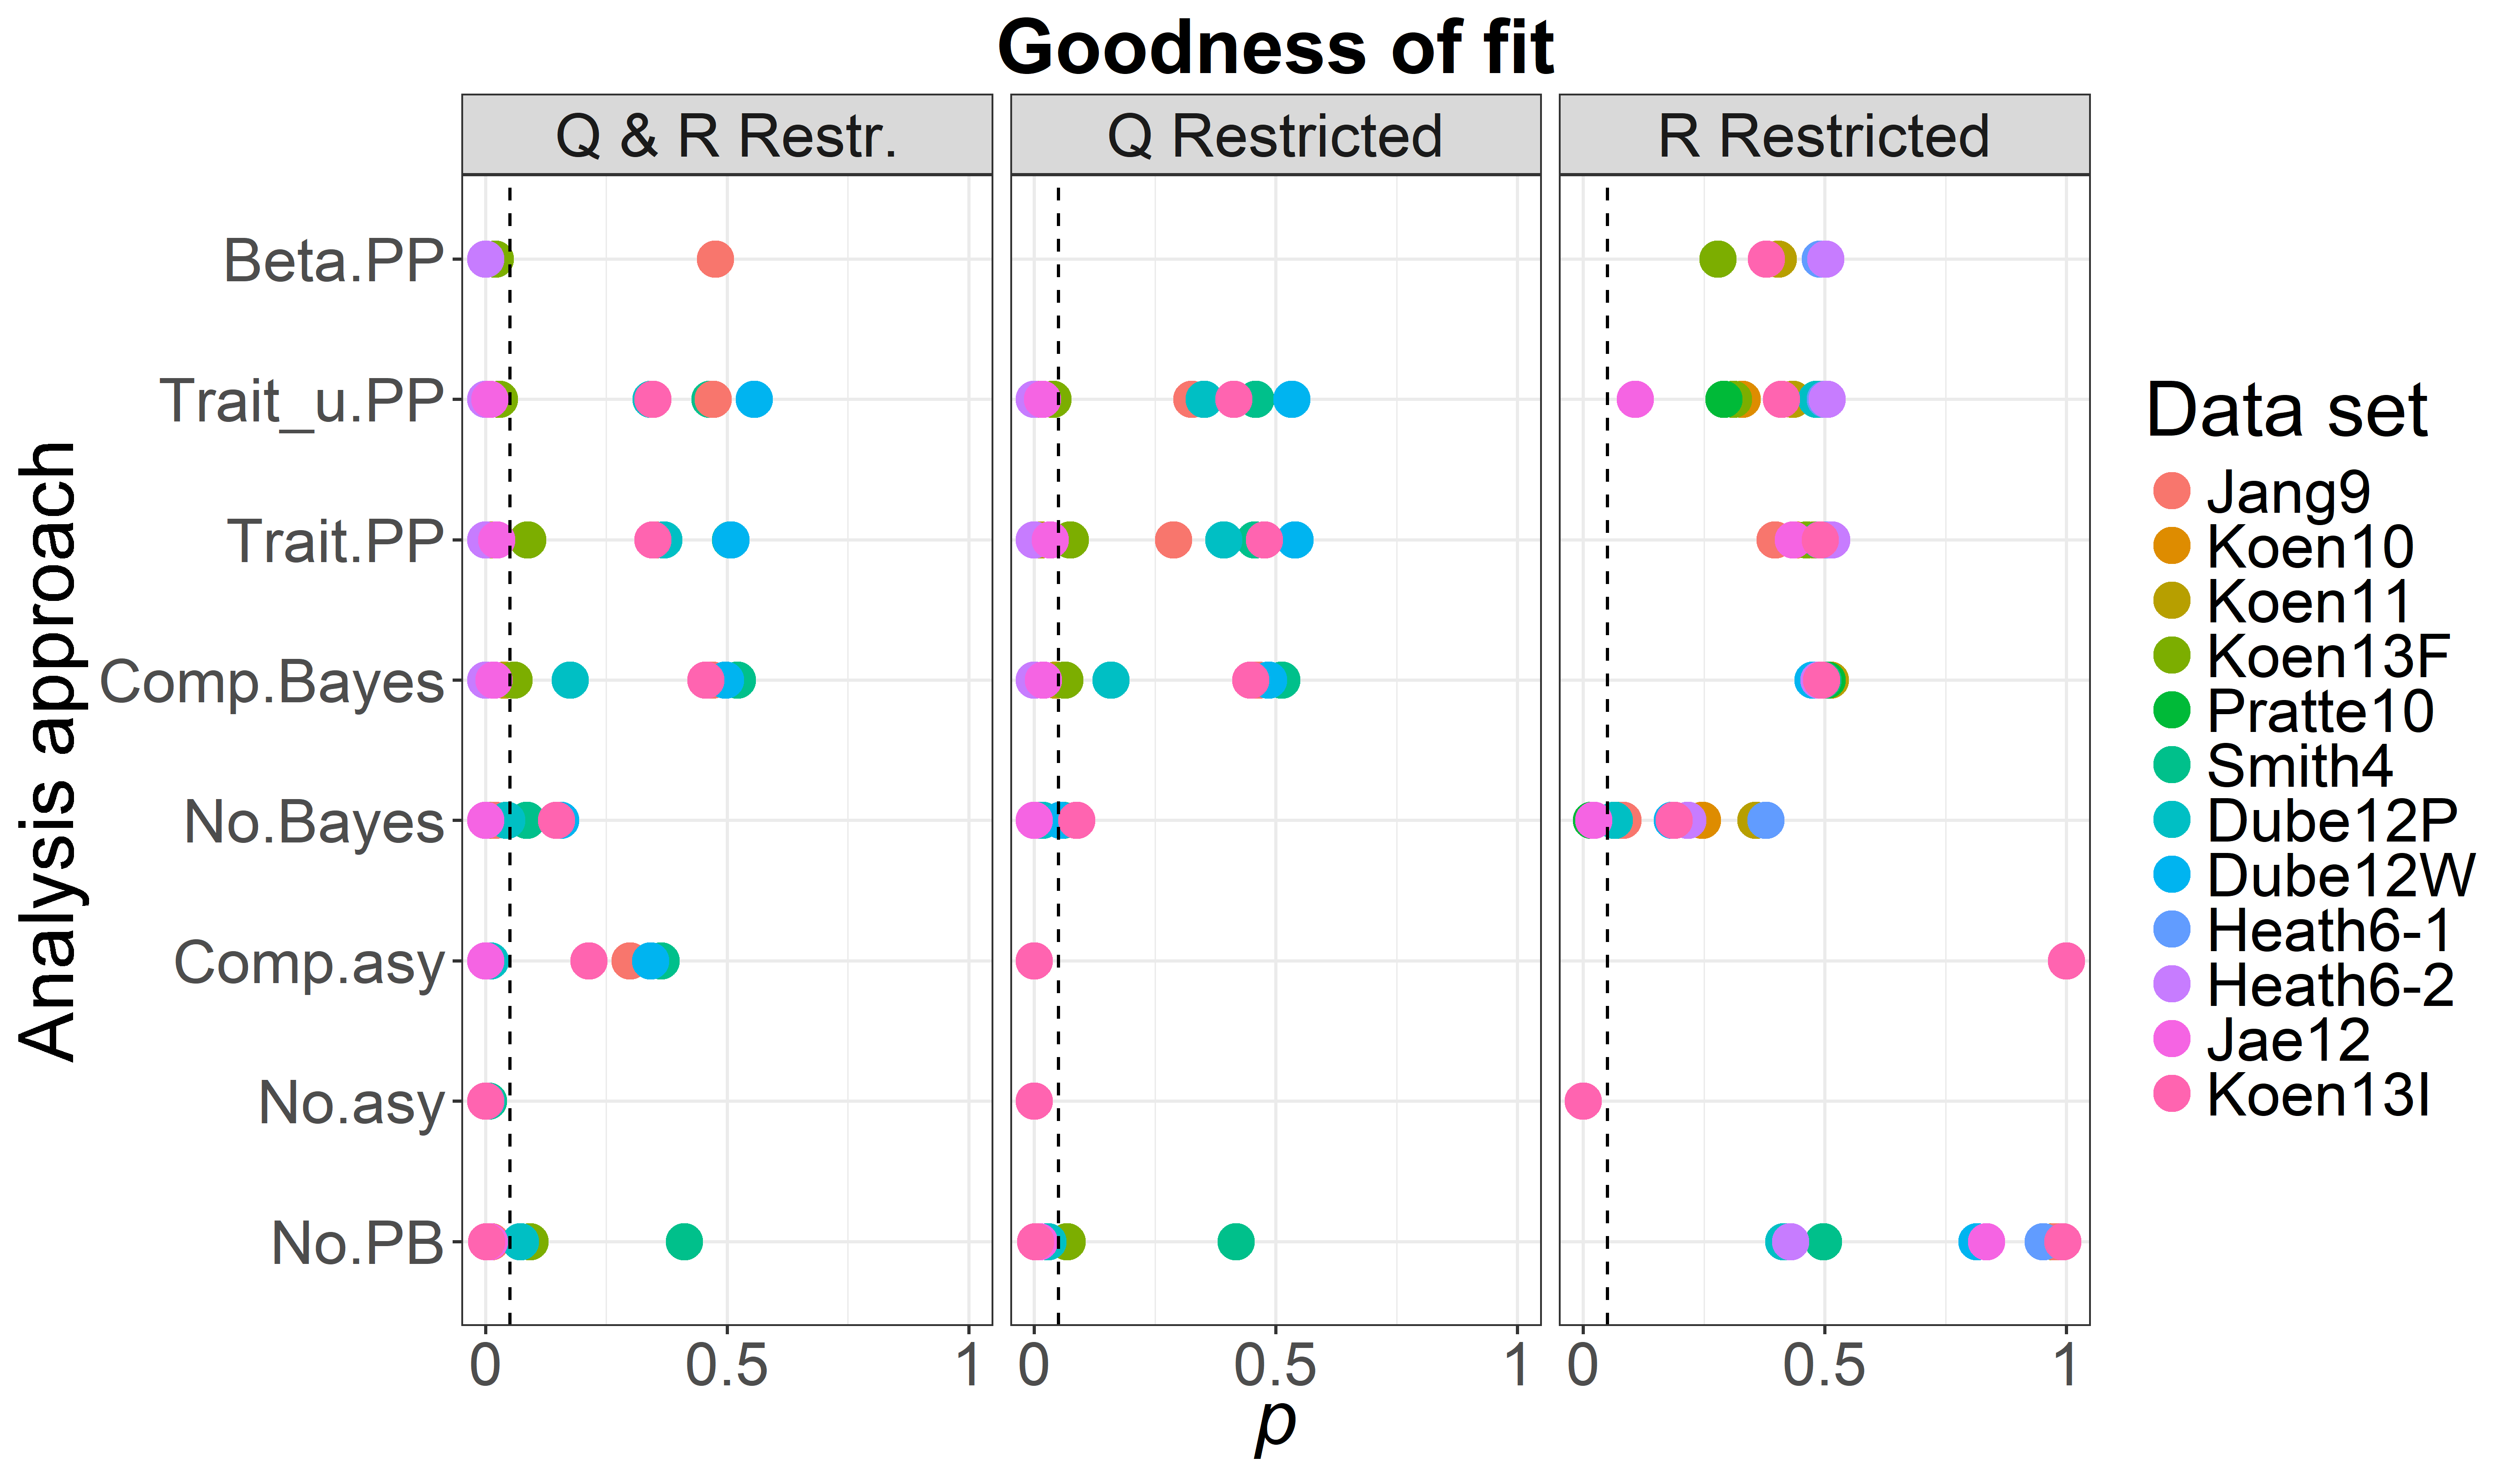 Goodness of fit
Q & R Restr.
Q Restricted
R Restricted
Analysis approach
Beta.PP
Trait_u.PP
Trait.PP
Comp.Bayes
No.Bayes
Comp.asy
No.asy
No.PB
0 0.5 1
0 0.5 1
0 0.5 1
p
Data set
Jang9
Koen10
Koen11
Koen13F
Pratte10
Smith4
Dube12P
Dube12W
Heath6-1
Heath6-2
Jae12
Koen13I